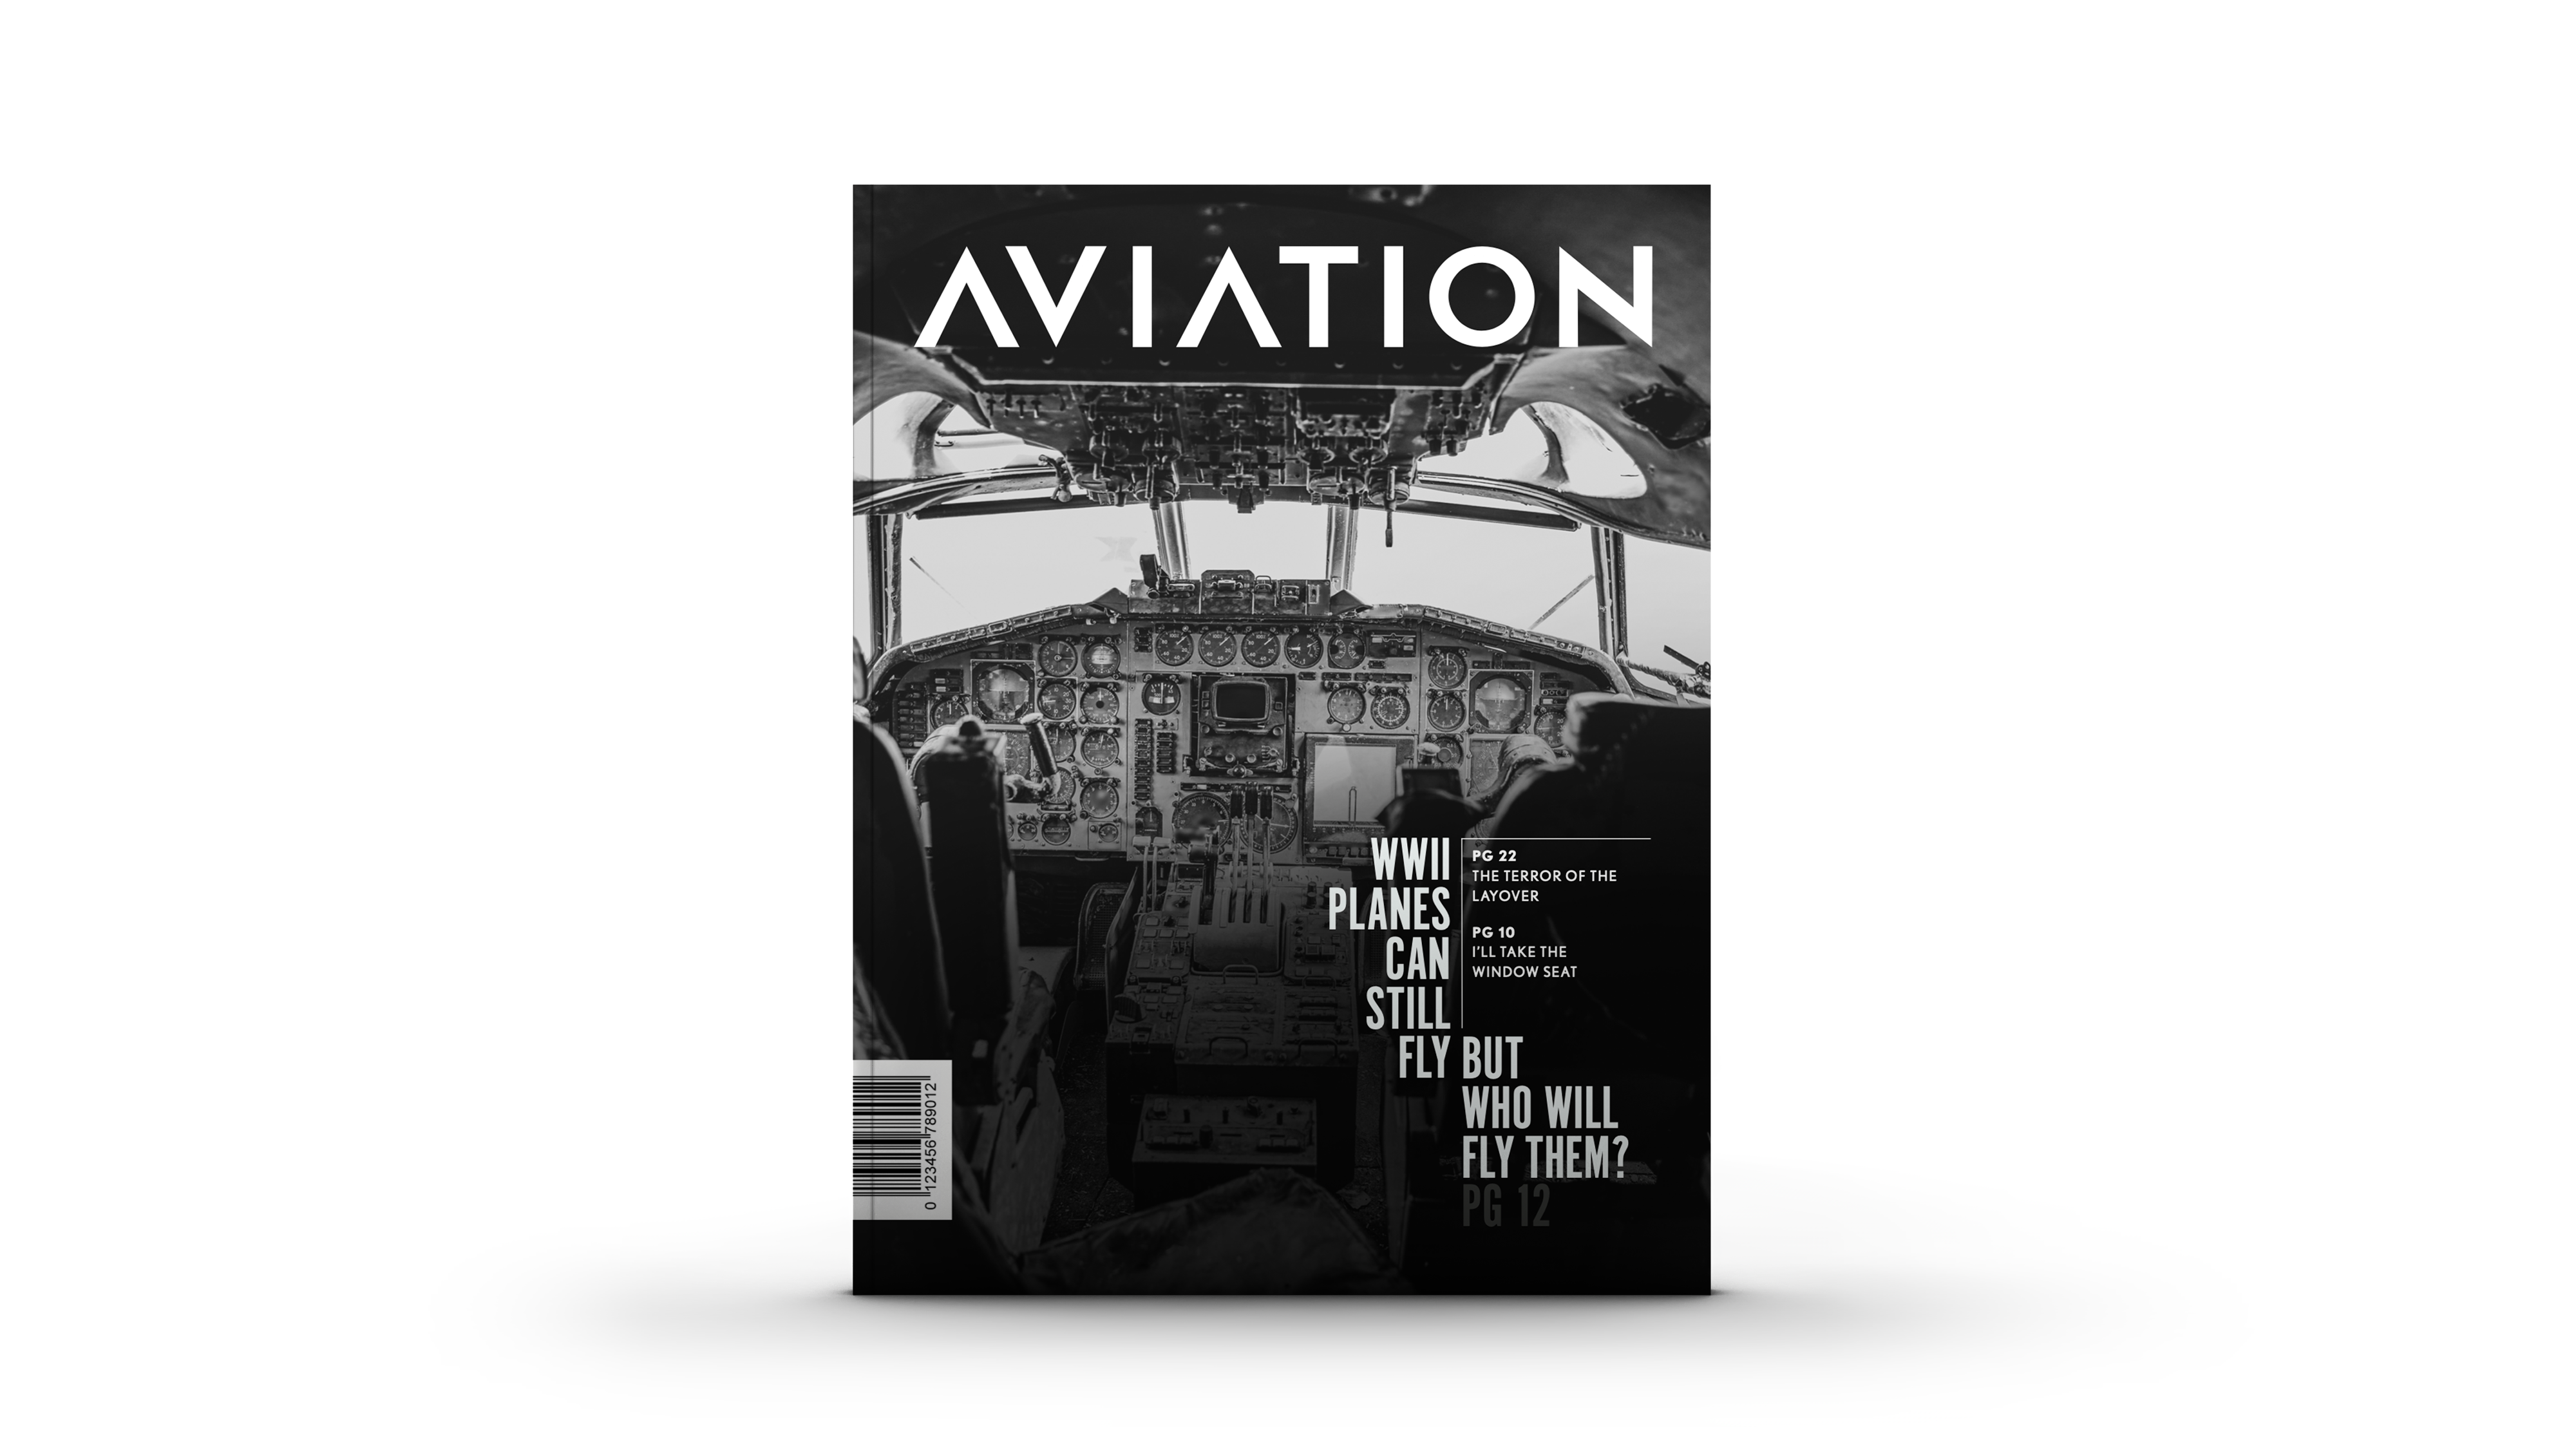 AVIATION
WWII
PLANES
CAN
STILL
FLY
BUT
WHO WILL
FLY THEM?
PG 12
PG 22
THE TERROR OF THE
LAYOVER
PG 10
I'LL TAKE THE
WINDOW SEAT
0 123456 789012